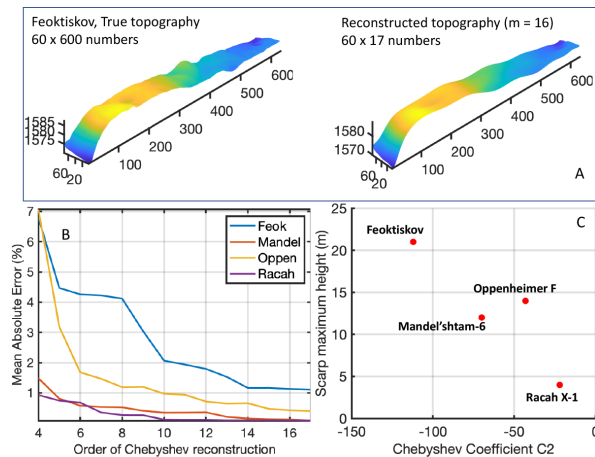 Feoktiskov, True topography
60 x 600 numbers
Reconstructed topography (m = 16)
60 x 17 numbers
1585
1580
1575
60
20
100
200
300
400
500
600
1580
1570
60
20
100
200
300
400
500
600
A
B
7
6
5
4
3
2
1
Mean Absolute Error (%)
Feok
Mandel
Oppen
Racah
4
6
8
10
12
14
16
Order of Chebyshev reconstruction
C
25
20
15
10
5
0
Scarp maximum height (m)
Feoktiskov
Oppenheimer F
Mandel'shtam-6
Racah X-1
-150
-100
-50
0
Chebyshev Coefficient C2